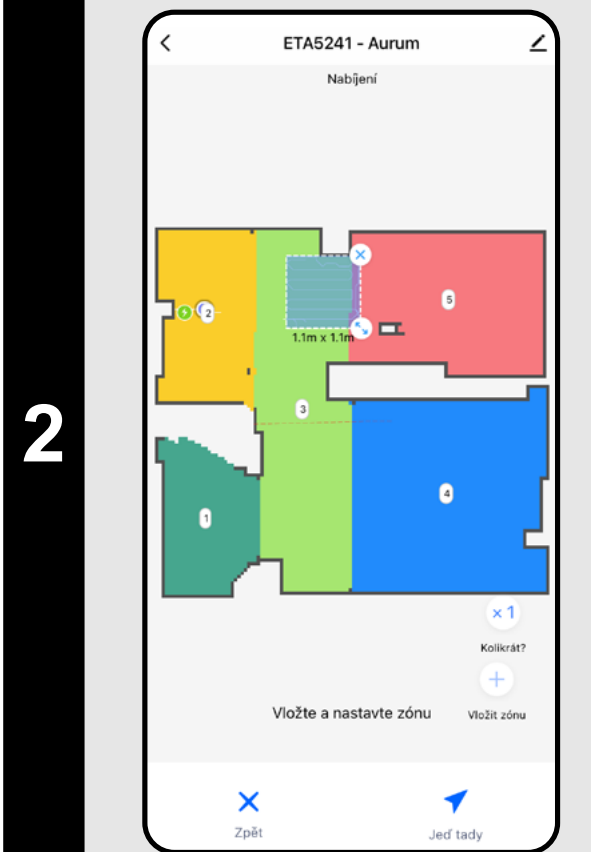 2
ETA5241 - Aurum
Nabíjení
2
5
1.1m x 1.1m
3
4
1
× 1
Kolikrát?
Vložte a nastavte zónu
Vložit zónu
Zpět
Jeď tady